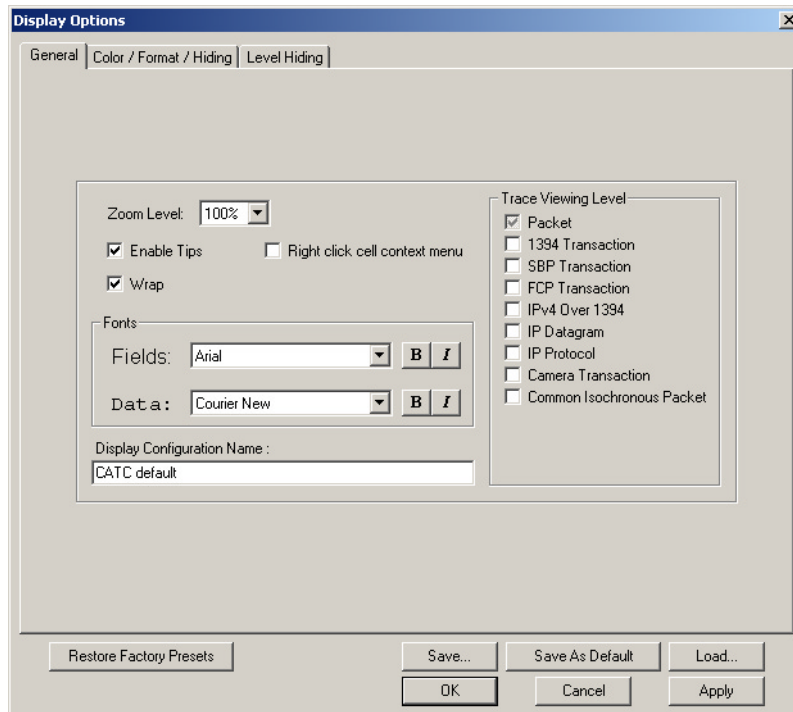 Display Options
General
Color / Format / Hiding
Level Hiding
Zoom Level:
100%
Enable Tips
Right click cell context menu
Wrap
Fonts
Fields:
Arial
B
I
Data:
Courier New
B
I
Display Configuration Name :
CATC default
Trace Viewing Level
Packet
1394 Transaction
SBP Transaction
FCP Transaction
IPv4 Over 1394
IP Datagram
IP Protocol
Camera Transaction
Common Isochronous Packet
Restore Factory Presets
Save...
Save As Default
Load...
OK
Cancel
Apply